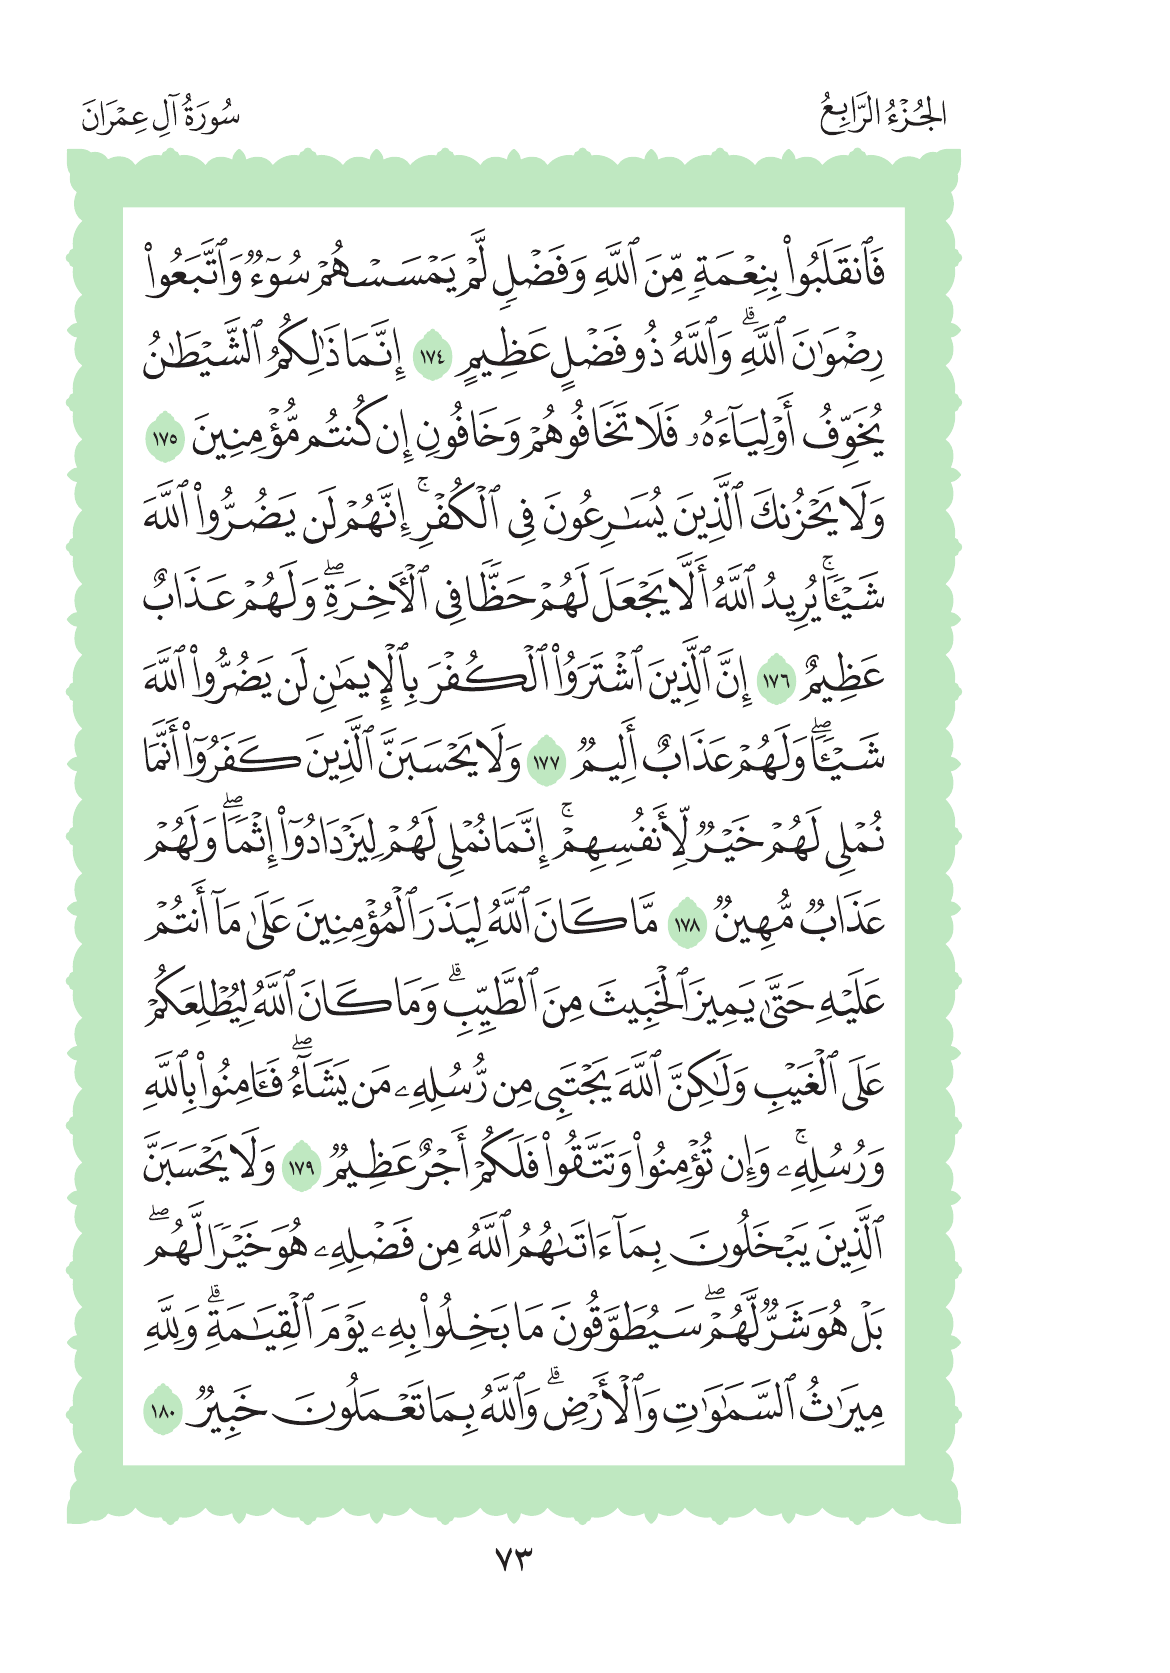 الجُزْءُ الرَّابِعُ
سُورَةُ آلِ عِمْرَانَ
فَٱنقَلَبُواْ بِنِعْمَةٍ مِّنَ ٱللَّهِ وَفَضْلٍ لَّمْ يَمْسَسْهُمْ سُوٓءٌ وَٱتَّبَعُواْ
رِضْوَٰنَ ٱللَّهِۗ وَٱللَّهُ ذُو فَضْلٍ عَظِيمٍ ١٧٤ إِنَّمَا ذَٰلِكُمُ ٱلشَّيْطَٰنُ
يُخَوِّفُ أَوْلِيَآءَهُۥ فَلَا تَخَافُوهُمْ وَخَافُونِ إِن كُنتُم مُّؤْمِنِينَ ١٧٥
وَلَا يَحْزُنكَ ٱلَّذِينَ يُسَٰرِعُونَ فِي ٱلْكُفْرِۚ إِنَّهُمْ لَن يَضُرُّواْ ٱللَّهَ
شَيْـًٔاۚ يُرِيدُ ٱللَّهُ أَلَّا يَجْعَلَ لَهُمْ حَظًّا فِي ٱلْأٓخِرَةِۖ وَلَهُمْ عَذَابٌ
عَظِيمٌ ١٧٦ إِنَّ ٱلَّذِينَ ٱشْتَرَوُاْ ٱلْكُفْرَ بِٱلْإِيمَٰنِ لَن يَضُرُّواْ ٱللَّهَ
شَيْـًٔاۖ وَلَهُمْ عَذَابٌ أَلِيمٌ ١٧٧ وَلَا يَحْسَبَنَّ ٱلَّذِينَ كَفَرُوٓاْ أَنَّمَا
نُمْلِي لَهُمْ خَيْرٌ لِّأَنفُسِهِمْۚ إِنَّمَا نُمْلِي لَهُمْ لِيَزْدَادُوٓاْ إِثْمًاۖ وَلَهُمْ
عَذَابٌ مُّهِينٌ ١٧٨ مَّا كَانَ ٱللَّهُ لِيَذَرَ ٱلْمُؤْمِنِينَ عَلَىٰ مَآ أَنتُمْ
عَلَيْهِ حَتَّىٰ يَمِيزَ ٱلْخَبِيثَ مِنَ ٱلطَّيِّبِۗ وَمَا كَانَ ٱللَّهُ لِيُطْلِعَكُمْ
عَلَى ٱلْغَيْبِ وَلَٰكِنَّ ٱللَّهَ يَجْتَبِي مِن رُّسُلِهِۦ مَن يَشَآءُۖ فَـَٔامِنُواْ بِٱللَّهِ
وَرُسُلِهِۦۚ وَإِن تُؤْمِنُواْ وَتَتَّقُواْ فَلَكُمْ أَجْرٌ عَظِيمٌ ١٧٩ وَلَا يَحْسَبَنَّ
ٱلَّذِينَ يَبْخَلُونَ بِمَآ ءَاتَىٰهُمُ ٱللَّهُ مِن فَضْلِهِۦ هُوَ خَيْرًا لَّهُمۖ
بَلْ هُوَ شَرٌّ لَّهُمْۖ سَيُطَوَّقُونَ مَا بَخِلُواْ بِهِۦ يَوْمَ ٱلْقِيَٰمَةِۗ وَلِلَّهِ
مِيرَٰثُ ٱلسَّمَٰوَٰتِ وَٱلْأَرْضِۗ وَٱللَّهُ بِمَا تَعْمَلُونَ خَبِيرٌ ١٨٠
٧٣